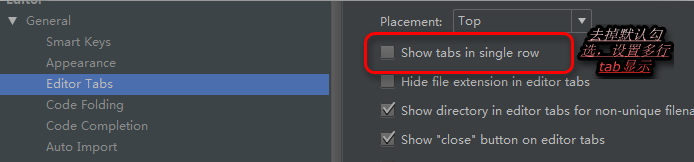 General
Smart Keys
Appearance
Editor Tabs
Code Folding
Code Completion
Auto Import
Placement: Top
Show tabs in single row
Hide file extension in editor tabs
Show directory in editor tabs for non-unique filena
Show "close" button on editor tabs
去掉默认勾
选．设置多行
tab显示